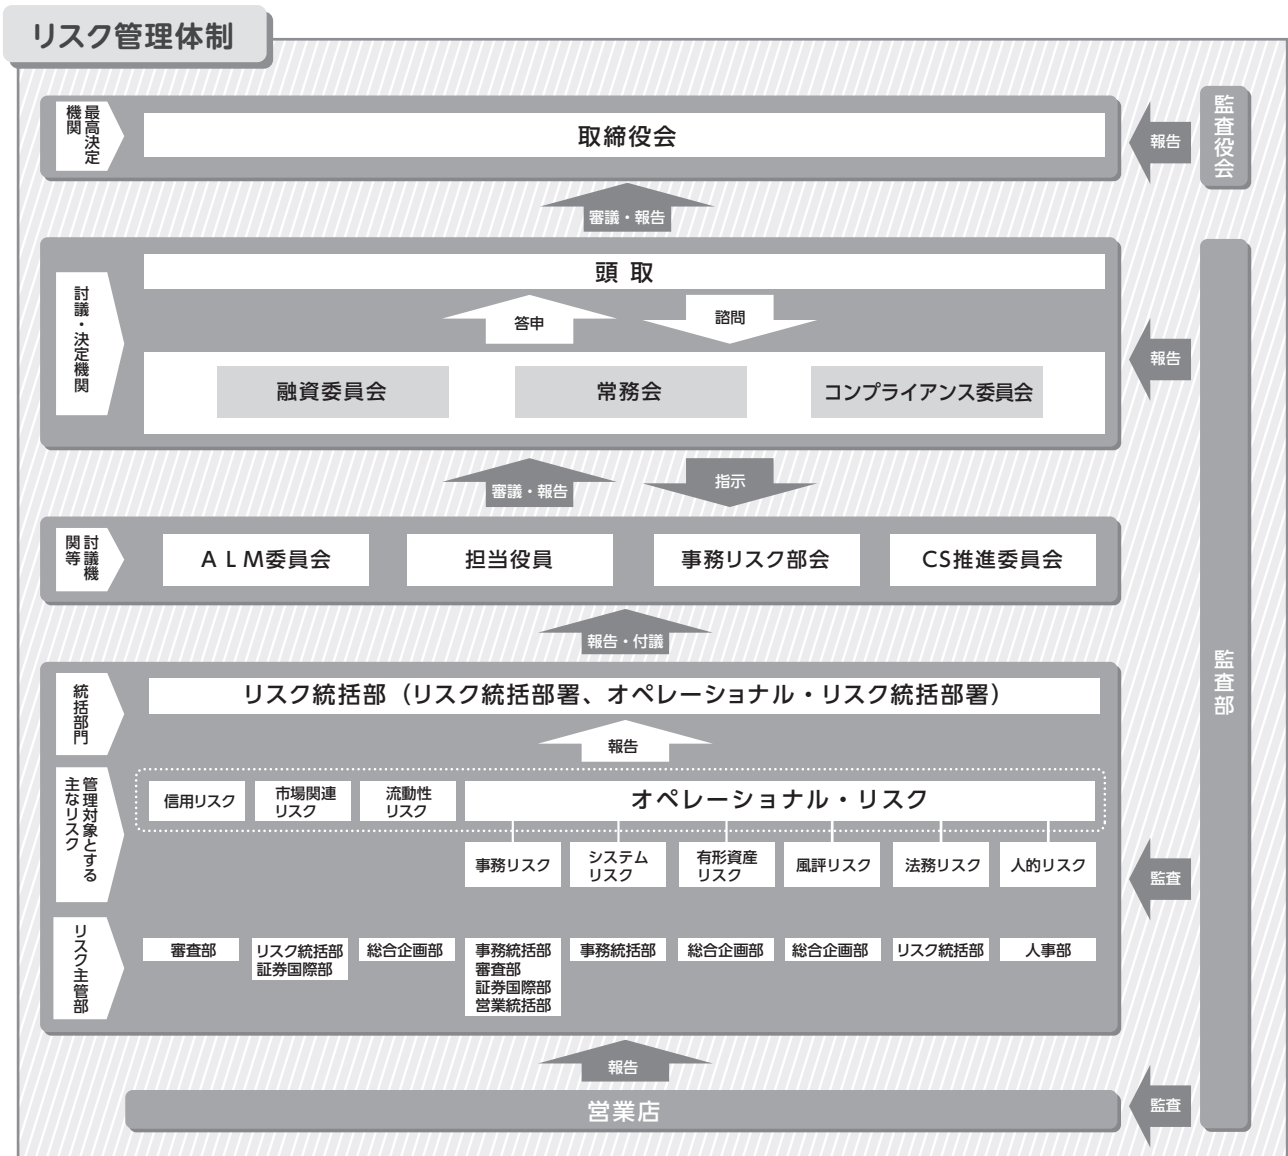 リスク管理体制
最高決定
機関
取締役会
報告
監査役会
審議・報告
討議・決定機関
頭 取
答申
諮問
報告
融資委員会
常務会
コンプライアンス委員会
審議・報告
指示
討議機
関等
ＡＬＭ委員会
担当役員
事務リスク部会
CS推進委員会
報告・付議
監査部
統括部門
リスク統括部（リスク統括部署、オペレーショナル・リスク統括部署）
報告
管理対象とする
主なリスク
信用リスク
市場関連
リスク
流動性
リスク
オペレーショナル・リスク
事務リスク
システム
リスク
有形資産
リスク
風評リスク
法務リスク
人的リスク
監査
リスク主管部
審査部
リスク統括部
証券国際部
総合企画部
事務統括部
審査部
証券国際部
営業統括部
事務統括部
総合企画部
総合企画部
リスク統括部
人事部
報告
営業店
監査